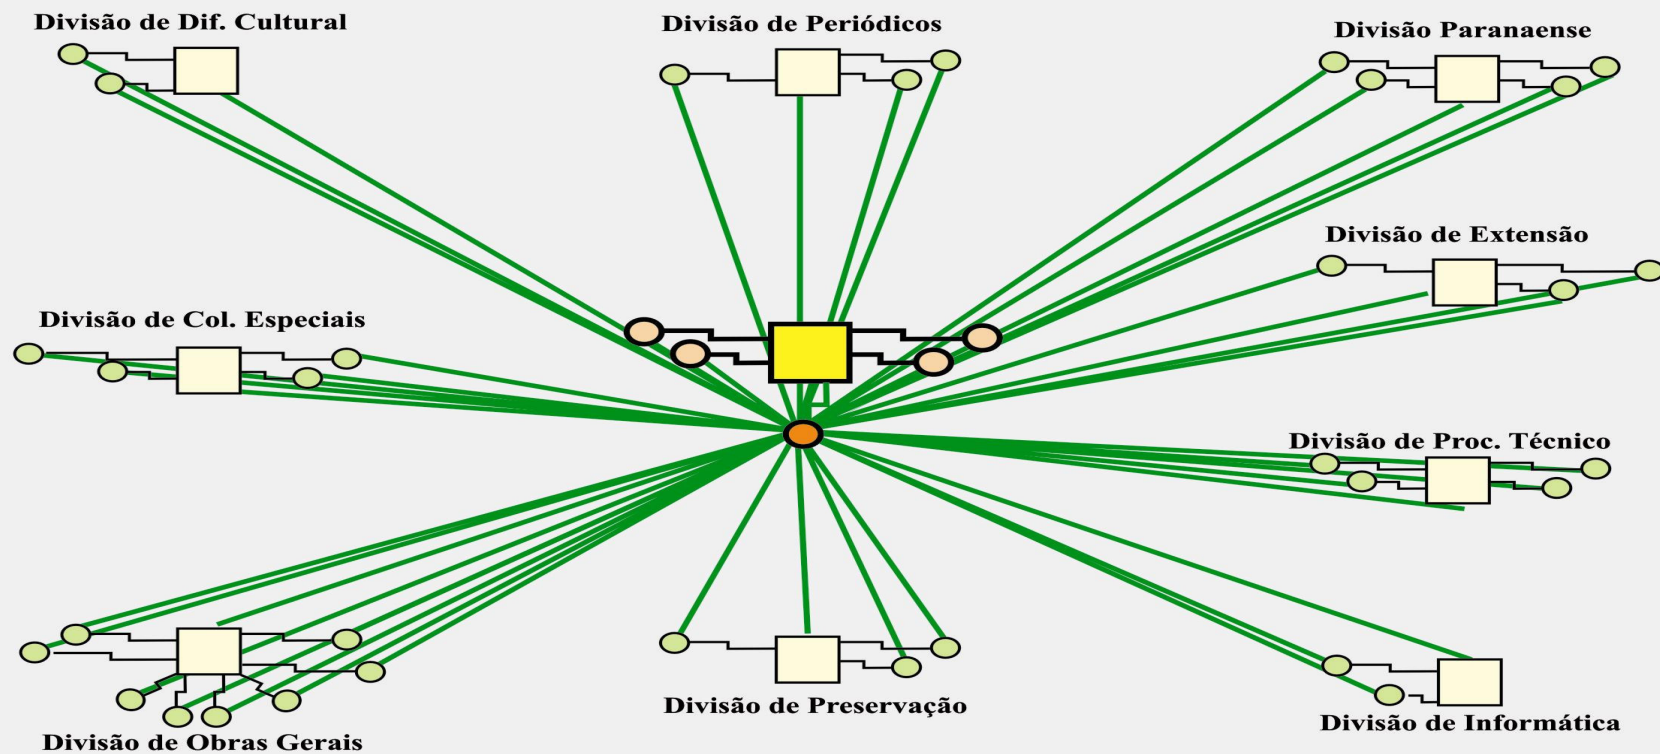 Divisão de Dif. Cultural
Divisão de Periódicos
Divisão Paranaense
Divisão de Extensão
Divisão de Col. Especiais
Divisão de Proc. Técnico
Divisão de Preservação
Divisão de Informática
Divisão de Obras Gerais